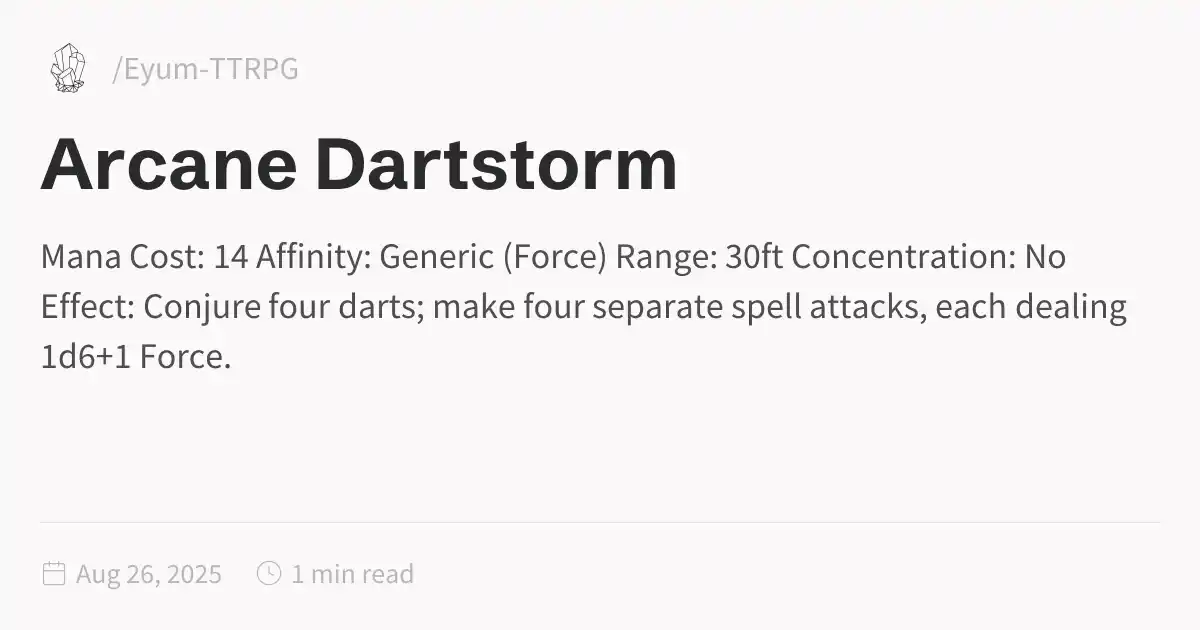 /Eyum-TTRPG
Arcane Dartstorm
Mana Cost: 14 Affinity: Generic (Force) Range: 30ft Concentration: No
Effect: Conjure four darts; make four separate spell attacks, each dealing
1d6+1 Force.
Aug 26, 2025 1 min read